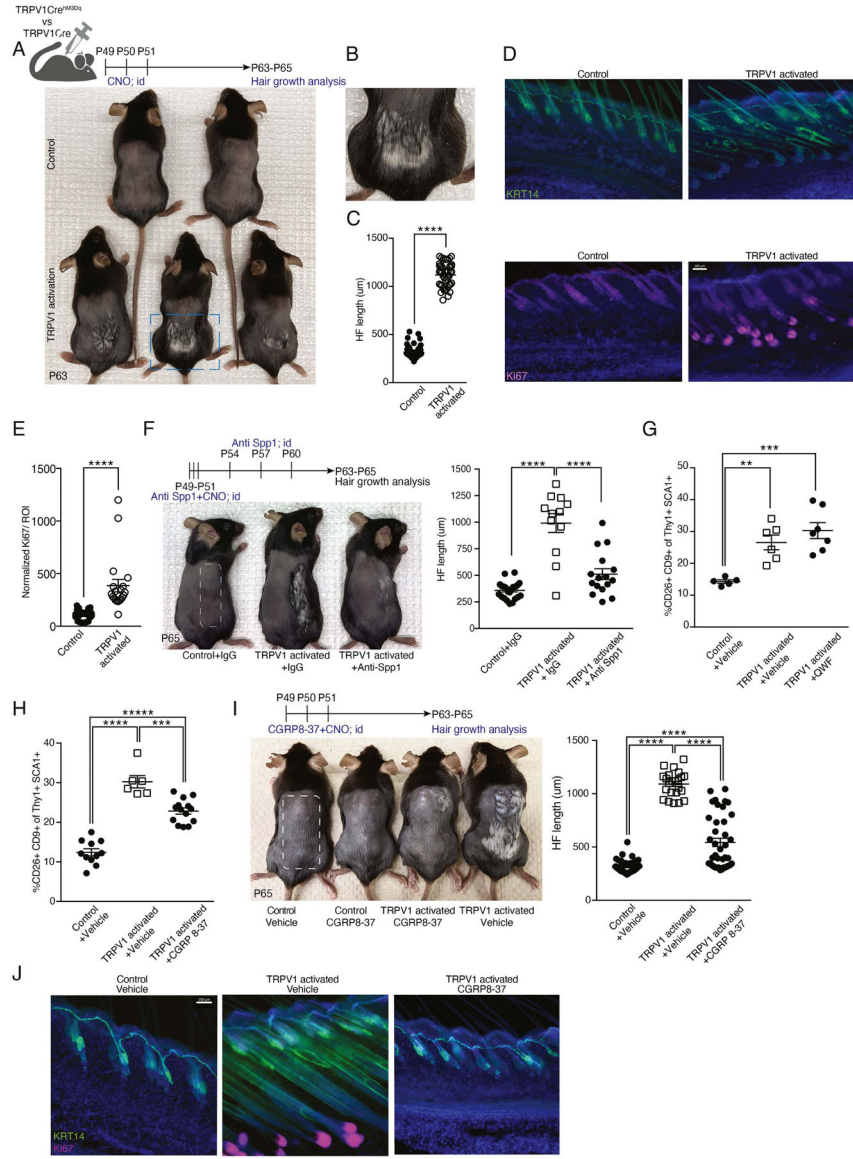 TRPV1Cre^hM3Dq
vs
TRPV1Cre
A
P49 P50 P51
P63-P65
CNO; id
Hair growth analysis
Control
TRPV1 activation
P63
B
C
****
HF length (um)
1500
1000
500
0
Control
TRPV1
activated
D
Control
TRPV1 activated
KRT14
Control
TRPV1 activated
Ki67
E
****
Normalized Ki67/ ROI
1500
1000
500
0
Control
TRPV1
activated
F
Anti Spp1; id
P54 P57 P60
P49-P51
P63-P65
Hair growth analysis
Anti Spp1+CNO; id
P65
Control+IgG
TRPV1 activated
+IgG
TRPV1 activated
+Anti-Spp1
**** ****
HF length (um)
1500
1250
1000
750
500
250
0
Control+IgG
TRPV1 activated
+ IgG
TRPV1 activated
+ Anti Spp1
G
***
**
%CD26+ CD9+ of Thy1+ SCA1+
50
40
30
20
10
0
Control
+Vehicle
TRPV1 activated
+Vehicle
TRPV1 activated
+QWF
H
*****
**** ***
%CD26+ CD9+ of Thy1+ SCA1+
40
30
20
10
0
Control
+Vehicle
TRPV1 activated
+Vehicle
TRPV1 activated
+CGRP 8-37
I
P49 P50 P51
P63-P65
CGRP8-37+CNO; id
Hair growth analysis
P65
Control
Vehicle
Control
CGRP8-37
TRPV1 activated
CGRP8-37
TRPV1 activated
Vehicle
****
**** ****
HF length (um)
1500
1000
500
0
Control
+Vehicle
TRPV1 activated
+Vehicle
TRPV1 activated
+CGRP 8-37
J
Control
Vehicle
TRPV1 activated
Vehicle
TRPV1 activated
CGRP8-37
KRT14
Ki67